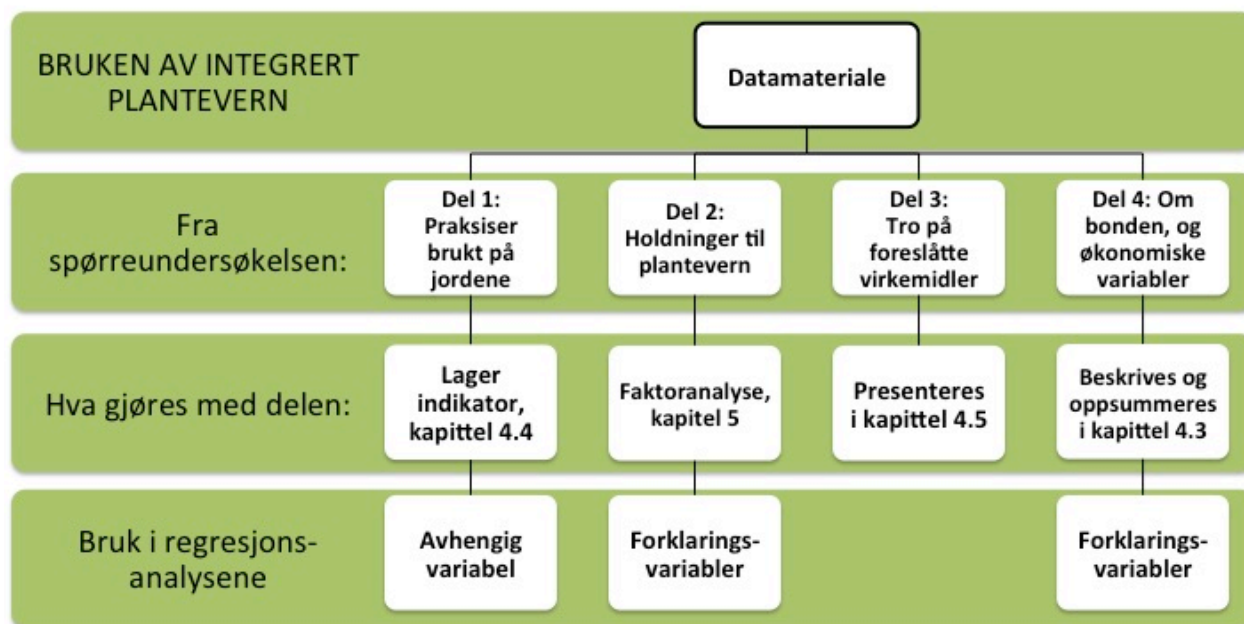 BRUKEN AV INTEGRERT
PLANTEVERN
Datamateriale
Fra
spørreundersøkelsen:
Del 1:
Praksiser
brukt på
jordene
Del 2:
Holdninger til
plantevern
Del 3:
Tro på
foreslåtte
virkemidler
Del 4: Om
bonden, og
økonomiske
variabler
Hva gjøres med delen:
Lager
indikator,
kapittel 4.4
Faktoranalyse,
kapitel 5
Presenteres
i kapittel 4.5
Beskrives og
oppsummeres
i kapittel 4.3
Bruk i regresjons-
analysene
Avhengig
variabel
Forklarings-
variabler
Forklarings-
variabler